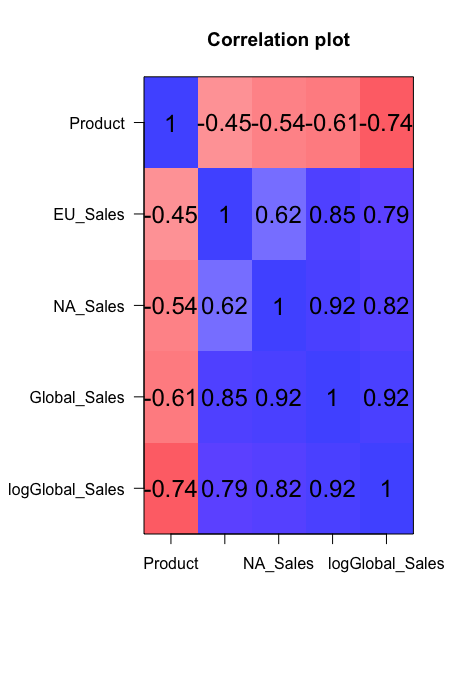 Correlation plot
Product 1 -0.45 -0.54 -0.61 -0.74
EU_Sales -0.45 1 0.62 0.85 0.79
NA_Sales -0.54 0.62 1 0.92 0.82
Global_Sales -0.61 0.85 0.92 1 0.92
logGlobal_Sales -0.74 0.79 0.82 0.92 1
Product NA_Sales logGlobal_Sales